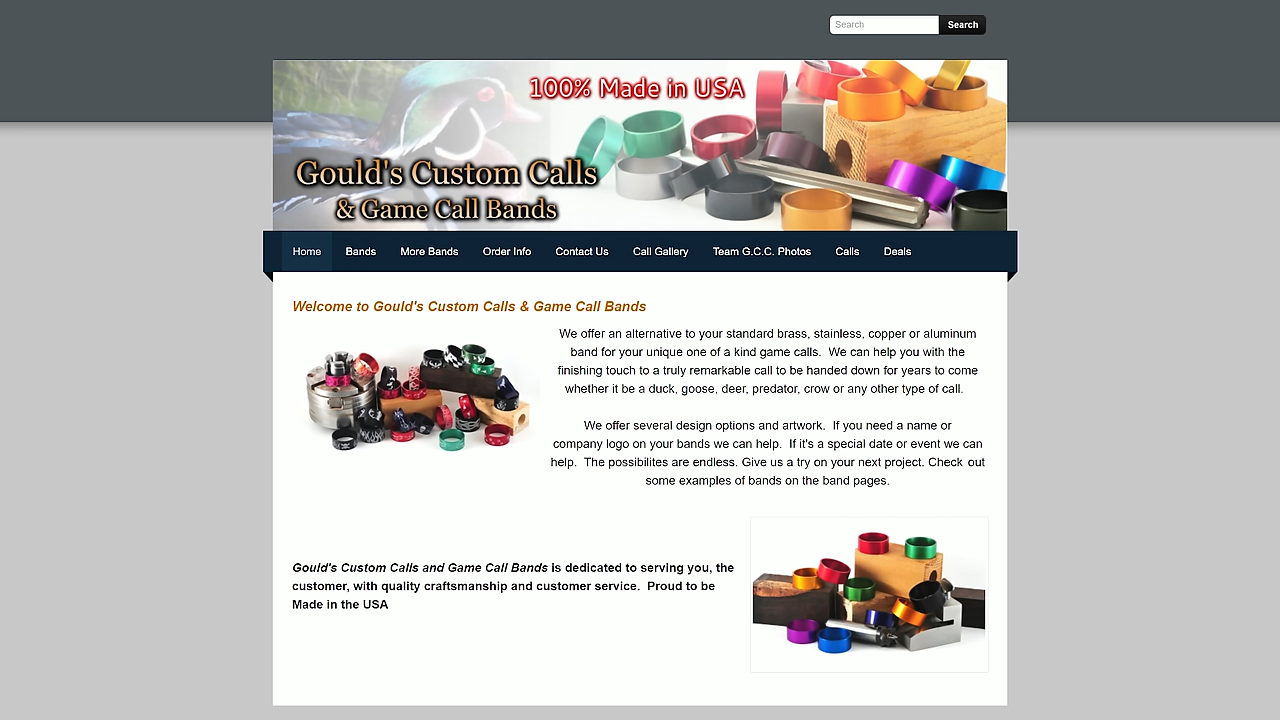 Search
Search
100% Made in USA
Gould's Custom Calls
& Game Call Bands
Home
Bands
More Bands
Order Info
Contact Us
Call Gallery
Team G.C.C. Photos
Calls
Deals
Welcome to Gould's Custom Calls & Game Call Bands
We offer an alternative to your standard brass, stainless, copper or aluminum
band for your unique one of a kind game calls.  We can help you with the
finishing touch to a truly remarkable call to be handed down for years to come
whether it be a duck, goose, deer, predator, crow or any other type of call.
We offer several design options and artwork.  If you need a name or
company logo on your bands we can help.  If it's a special date or event we can
help.  The possibilites are endless. Give us a try on your next project. Check out
some examples of bands on the band pages.
Gould's Custom Calls and Game Call Bands is dedicated to serving you, the
customer, with quality craftsmanship and customer service.  Proud to be
Made in the USA